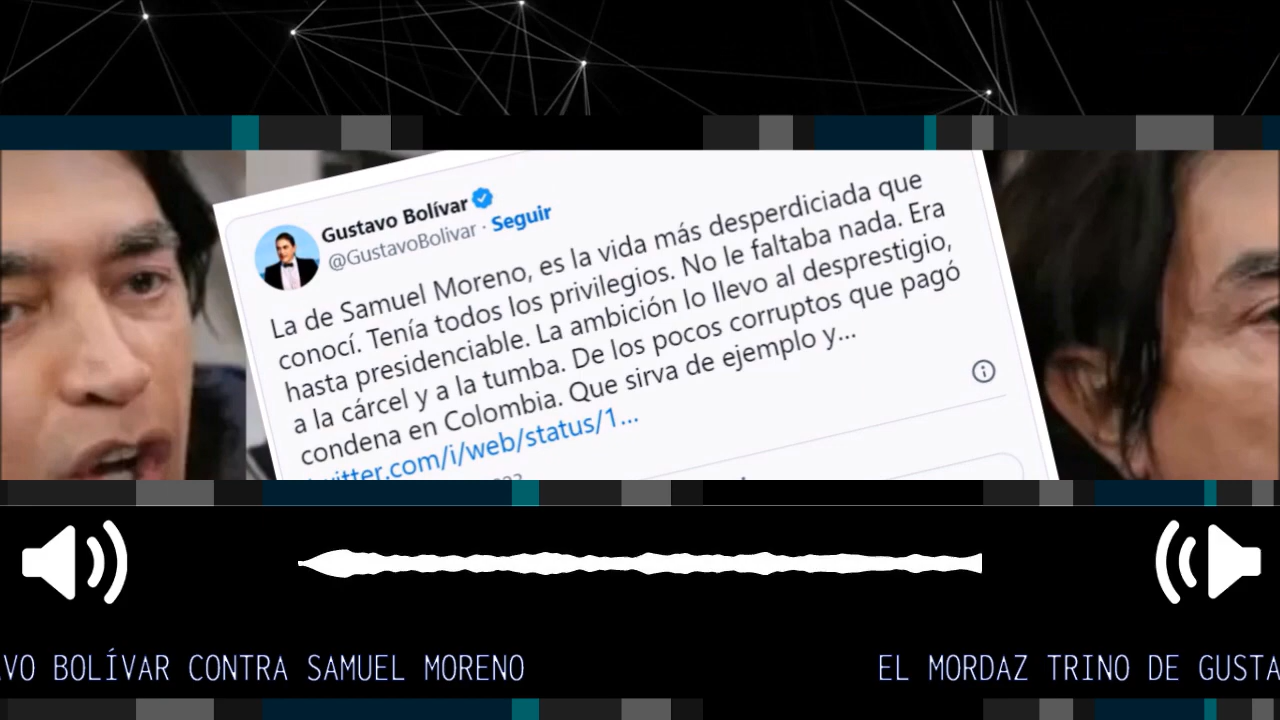 Gustavo Bolívar
@GustavoBolivar · Seguir
La de Samuel Moreno, es la vida más desperdiciada que
conocí. Tenía todos los privilegios. No le faltaba nada. Era
hasta presidenciable. La ambición lo llevo al desprestigio,
a la cárcel y a la tumba. De los pocos corruptos que pagó
condena en Colombia. Que sirva de ejemplo y...
twitter.com/i/web/status/1...
VO BOLÍVAR CONTRA SAMUEL MORENO
EL MORDAZ TRINO DE GUSTA